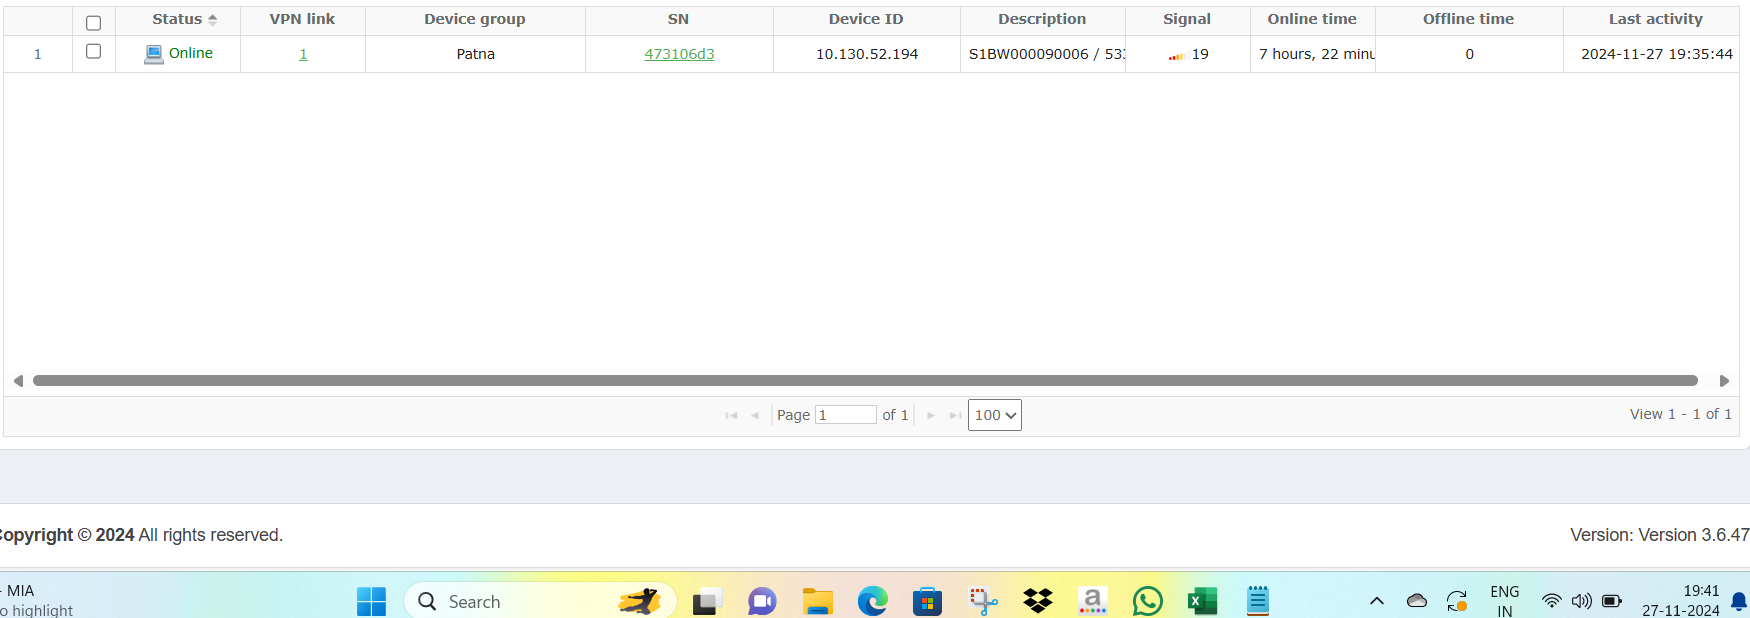 Status VPN link Device group SN Device ID Description Signal Online time Offline time Last activity
1 Online 1 Patna 473106d3 10.130.52.194 S1BW000090006 / 53 19 7 hours, 22 minu 0 2024-11-27 19:35:44
Page 1 of 1 100 View 1 - 1 of 1
opyright © 2024 All rights reserved. Version: Version 3.6.47
- MIA
o highlight
Search
a
X
ENG
IN
19:41
27-11-2024